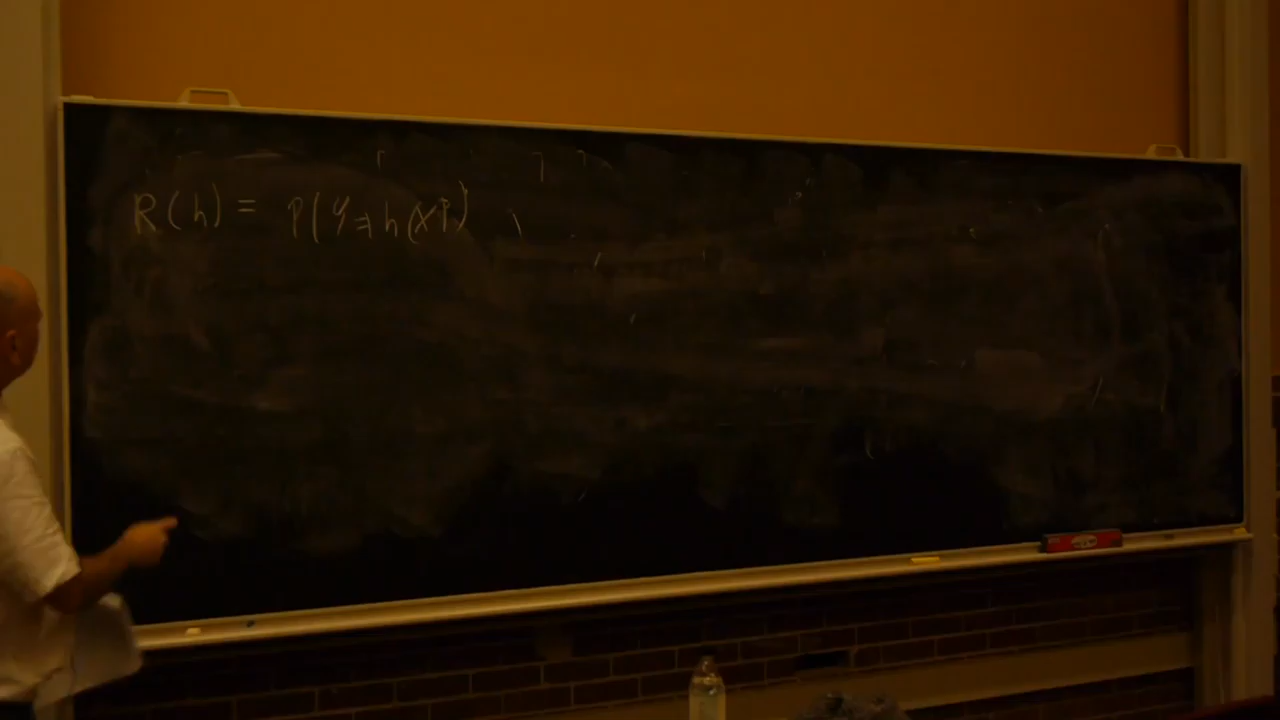 R(h) = P(Y≠h(X))